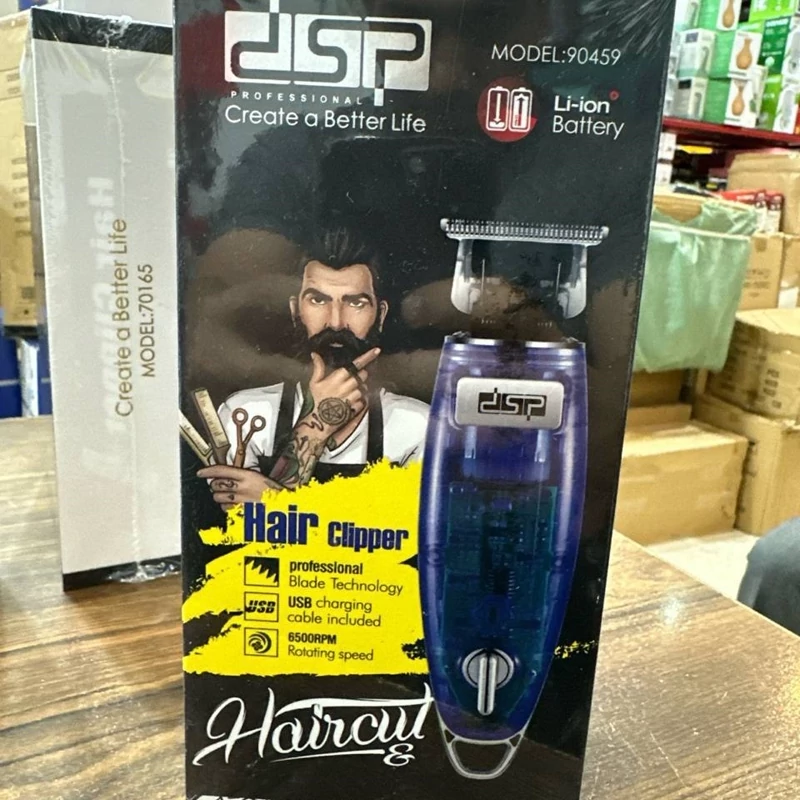 dsp
PROFESSIONAL
Create a Better Life
MODEL:90459
Li-ion
Battery
dsp
Hair Clipper
professional
Blade Technology
USB
USB charging
cable included
6500RPM
Rotating speed
Haircut
&
Create a Better Life
MODEL:70165